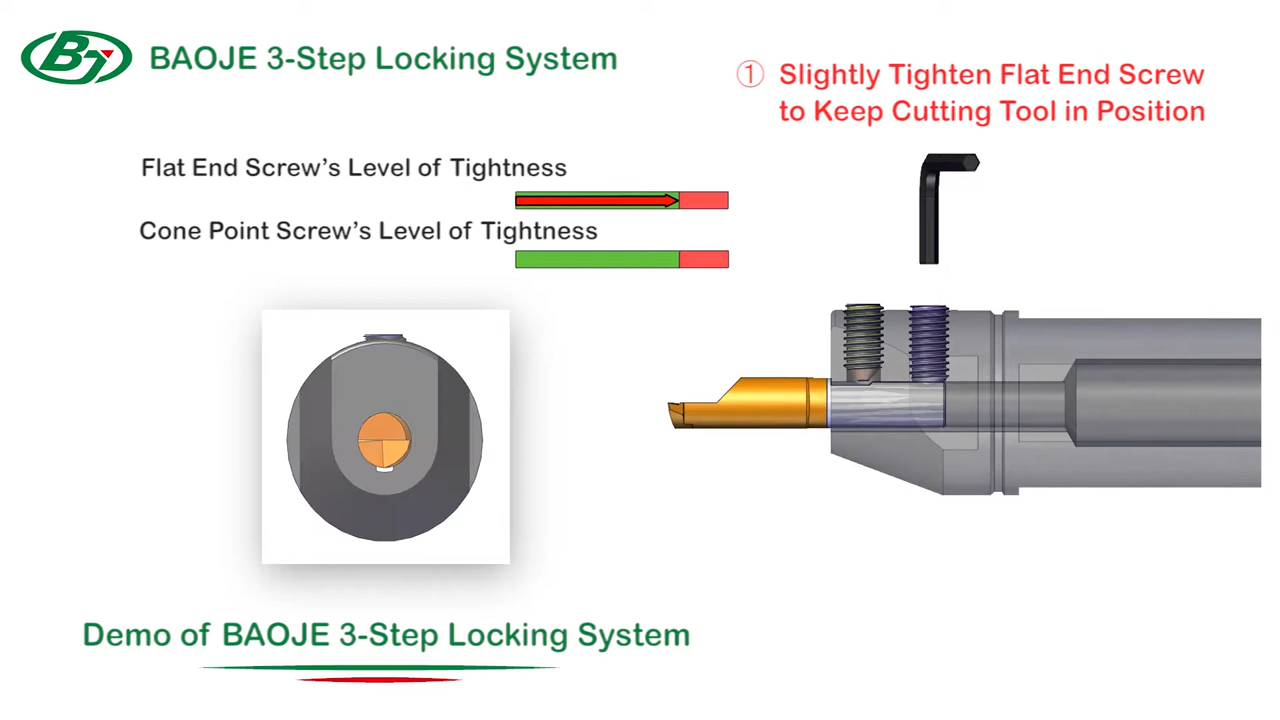 BJ
BAOJE 3-Step Locking System
① Slightly Tighten Flat End Screw
to Keep Cutting Tool in Position
Flat End Screw’s Level of Tightness
Cone Point Screw’s Level of Tightness
Demo of BAOJE 3-Step Locking System